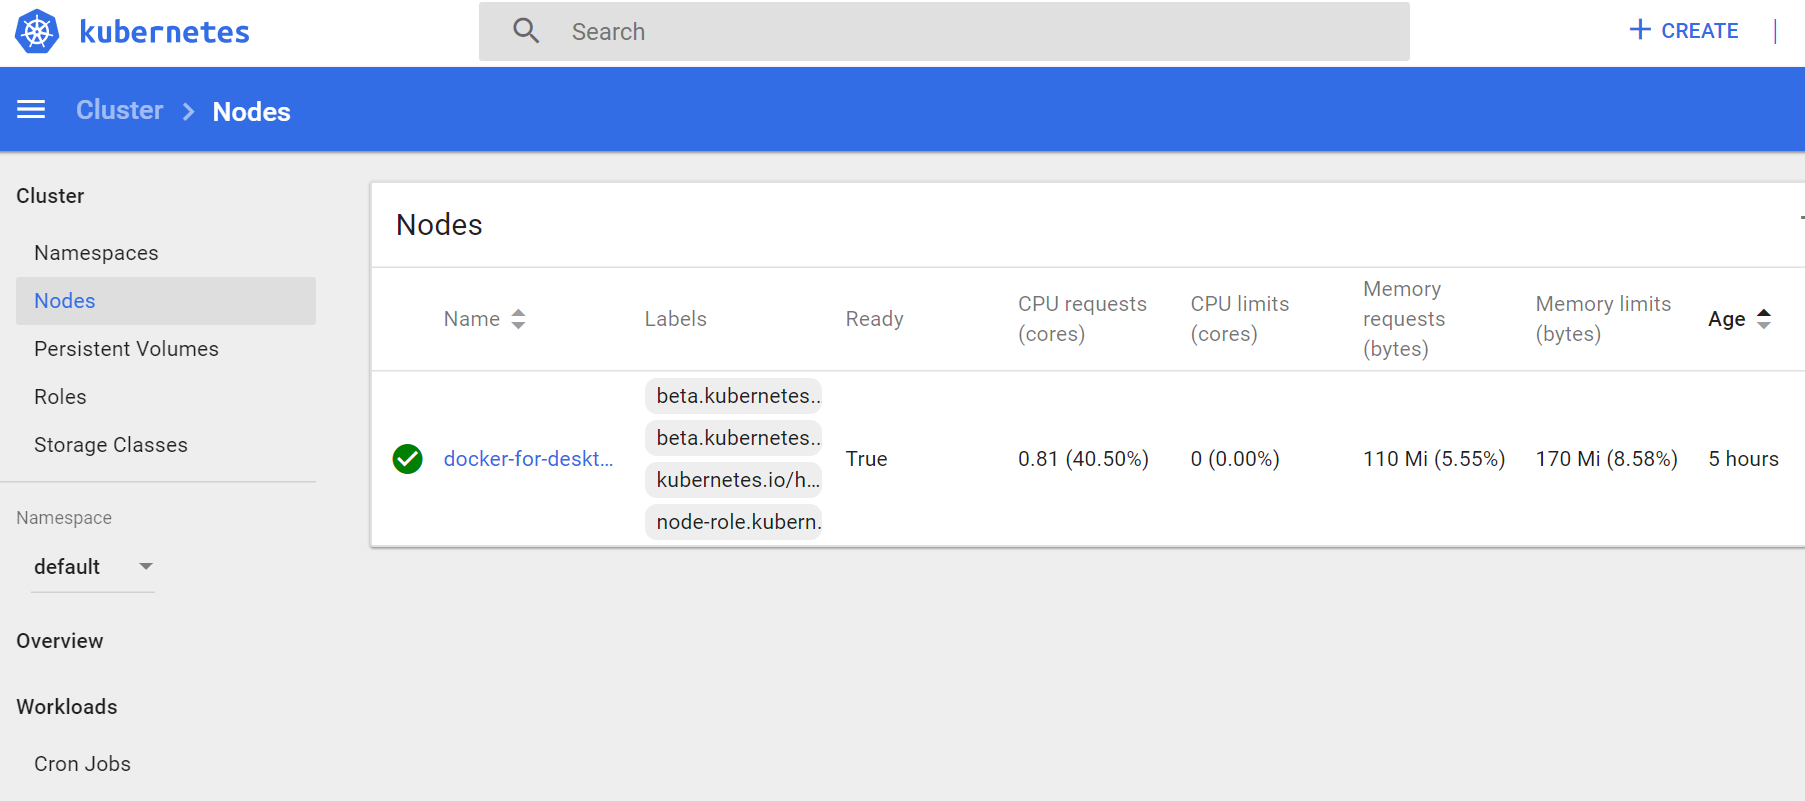 kubernetes
Search
CREATE
Cluster
Nodes
Cluster
Namespaces
Nodes
Persistent Volumes
Roles
Storage Classes
Namespace
default
Overview
Workloads
Cron Jobs
Nodes
Name
Labels
Ready
CPU requests
(cores)
CPU limits
(cores)
Memory
requests
(bytes)
Memory limits
(bytes)
Age
docker-for-deskt...
beta.kubernetes..
beta.kubernetes..
kubernetes.io/h...
node-role.kubern.
True
0.81 (40.50%)
0 (0.00%)
110 Mi (5.55%)
170 Mi (8.58%)
5 hours